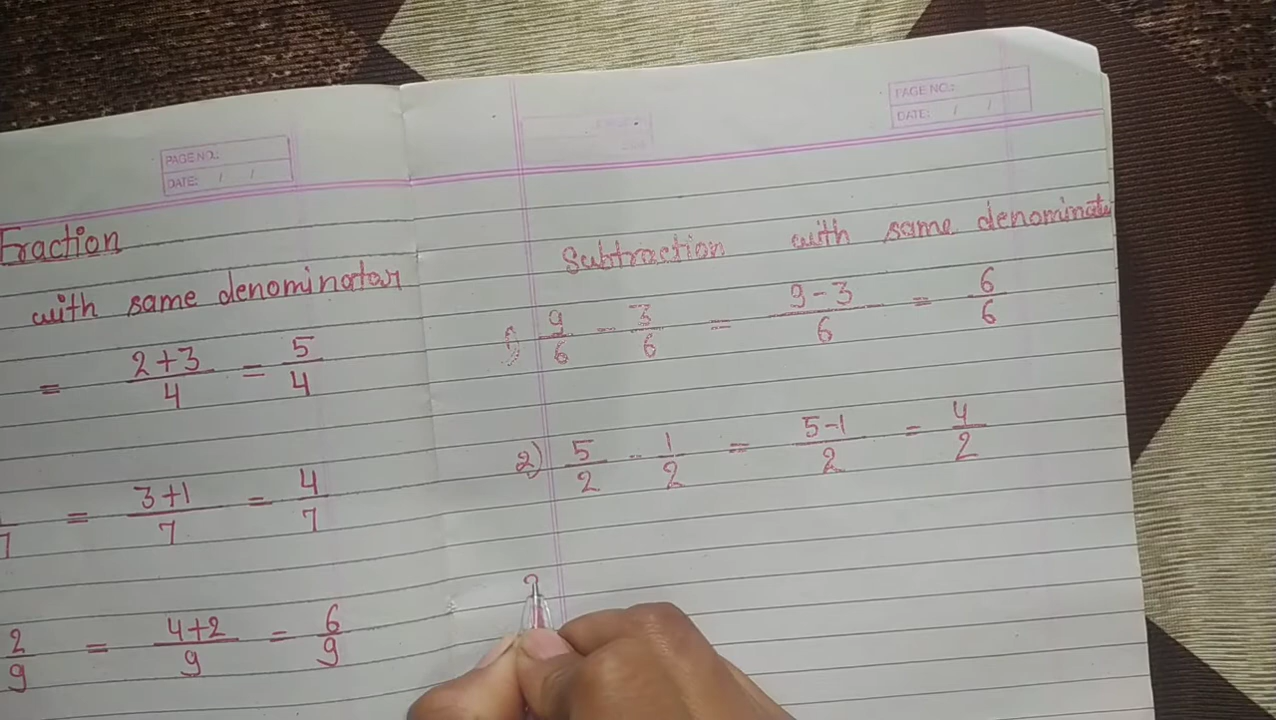 PAGE NO.:
DATE: / /
Fraction
with same denominator
= 2+3/4 = 5/4
7 = 3+1/7 = 4/7
2/9 = 4+2/9 = 6/9
PAGE NO.:
DATE: / /
Subtraction with same denominat
1) 9/6 - 3/6 = 9-3/6 = 6/6
2) 5/2 - 1/2 = 5-1/2 = 4/2